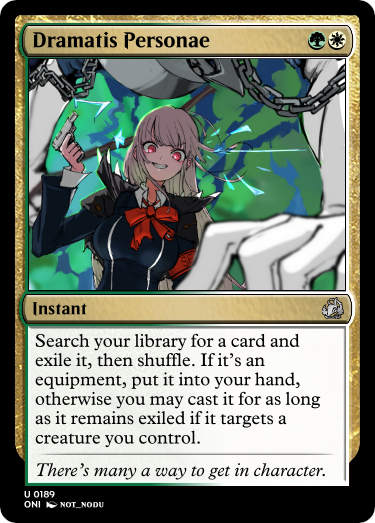 Dramatis Personae
Instant
Search your library for a card and
exile it, then shuffle. If it's an
equipment, put it into your hand,
otherwise you may cast it for as long
as it remains exiled if it targets a
creature you control.
There's many a way to get in character.
U 0189
ONI NOT_NODU